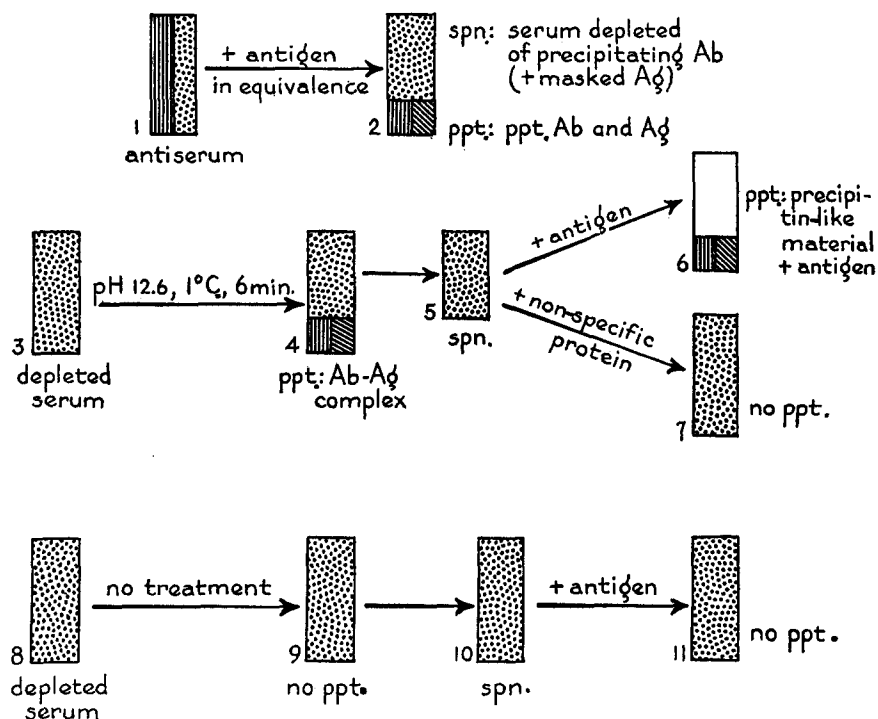 1
antiserum
+ antigen
in equivalence
2
spn: serum depleted
of precipitating Ab
(+masked Ag)
ppt: ppt. Ab and Ag
3
depleted
serum
pH 12.6, 1°C, 6min.
4
ppt: Ab-Ag
complex
5
spn.
+ antigen
6
ppt: precipi-
tin-like
material
+ antigen
+ non-specific
protein
7
no ppt.
8
depleted
serum
no treatment
9
no ppt.
10
spn.
+ antigen
11
no ppt.